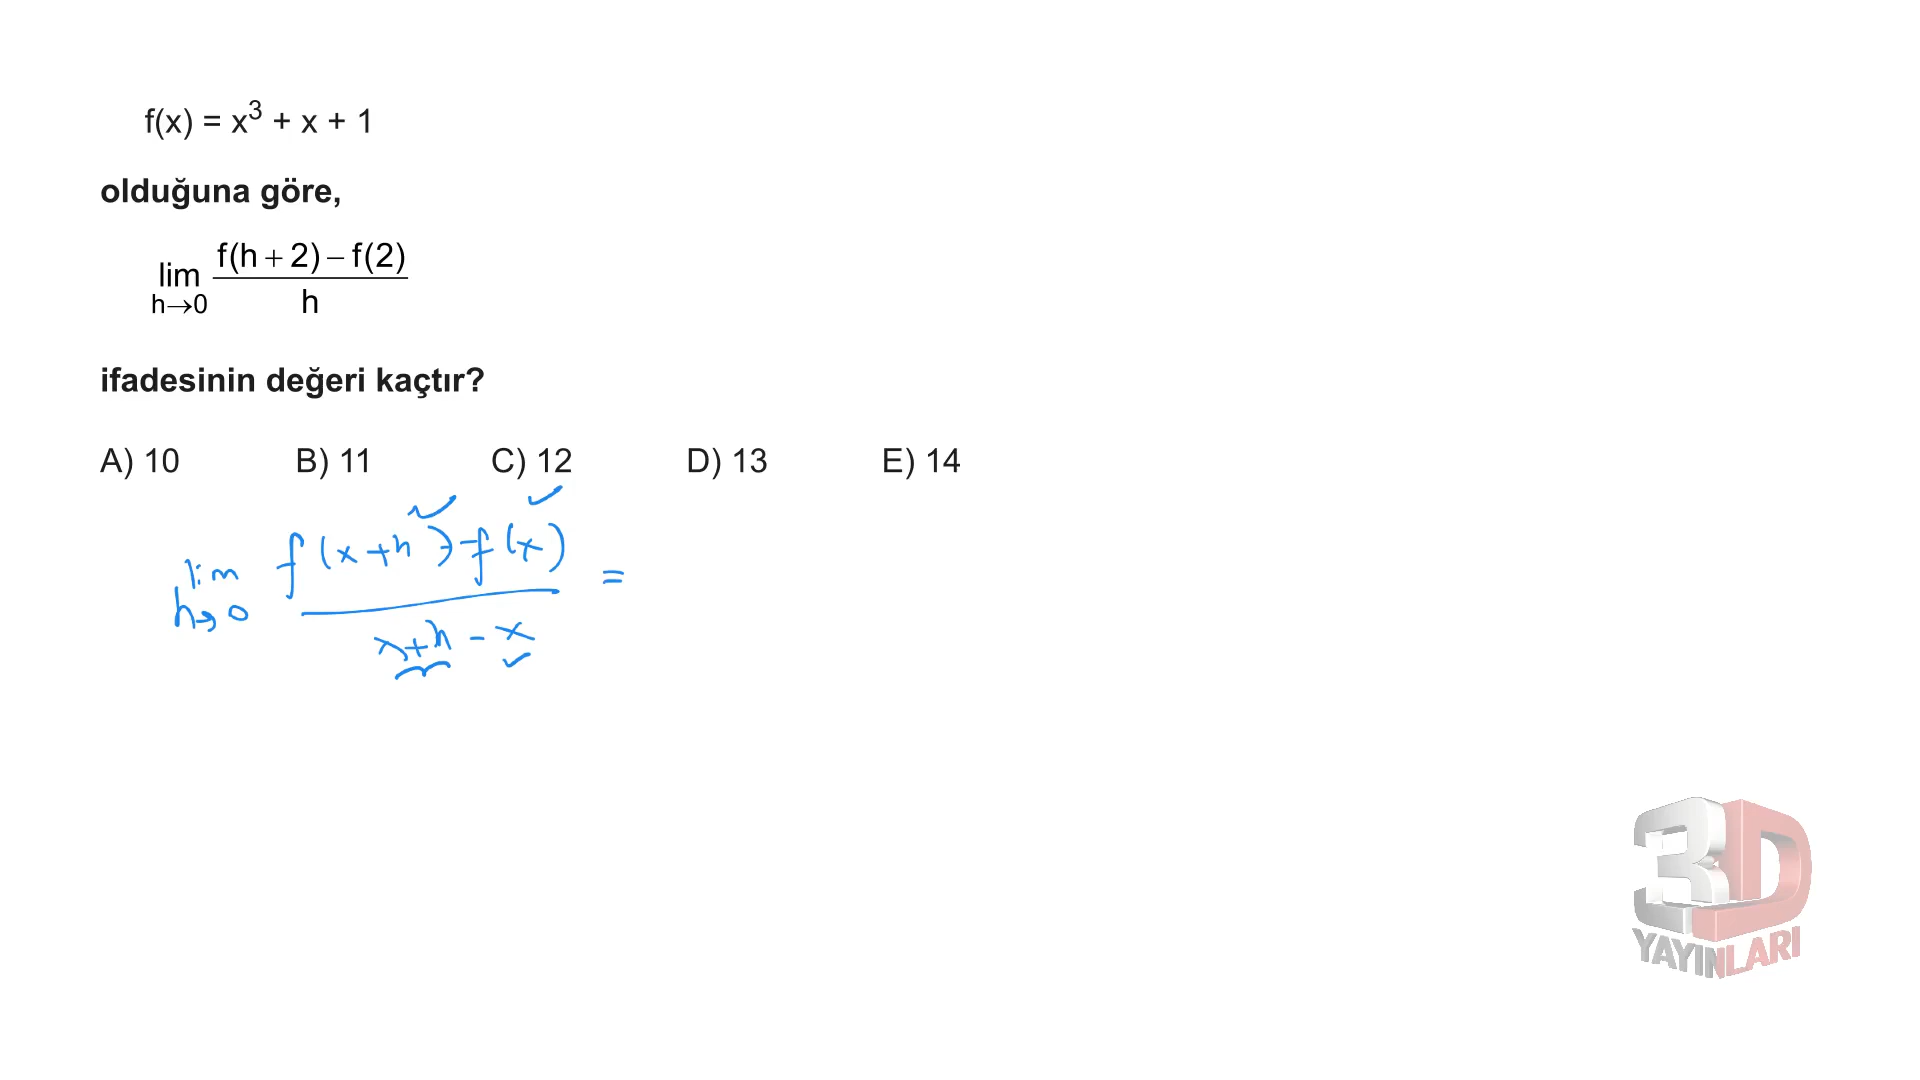 f(x) = x³ + x + 1
olduğuna göre,
lim h→0 f(h + 2) – f(2) / h
ifadesinin değeri kaçtır?
A) 10 B) 11 C) 12 D) 13 E) 14
lim h→0 f(x+h) - f(x) / x+h - x =
3D
YAYINLARI